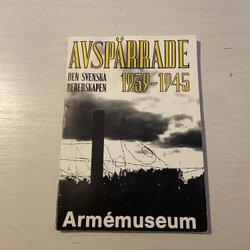 AVSPÄRRADE
DEN SVENSKA
BEREDSKAPEN
1939-1945
Armémuseum